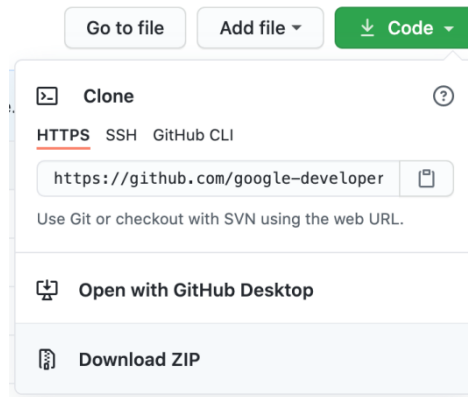 Go to file Add file Code
Clone
HTTPS SSH GitHub CLI
https://github.com/google-developer
Use Git or checkout with SVN using the web URL.
Open with GitHub Desktop
Download ZIP